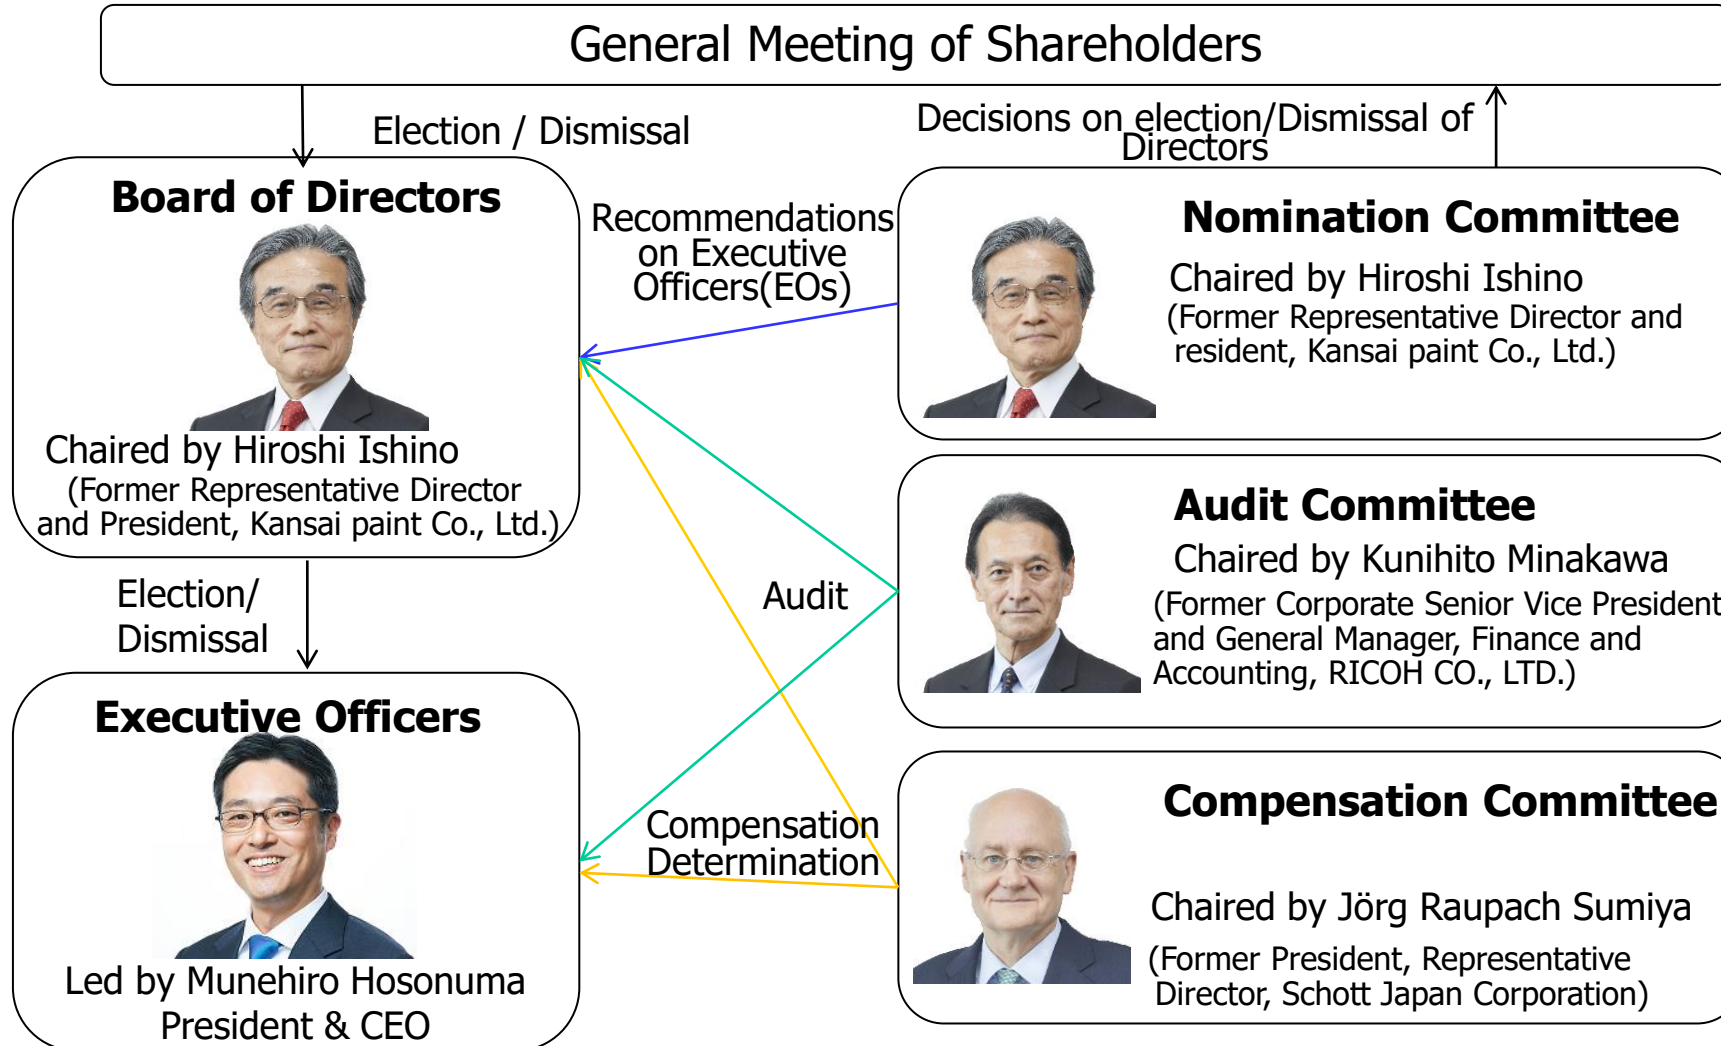 General Meeting of Shareholders
Election / Dismissal
Decisions on election/Dismissal of
Directors
Board of Directors
Chaired by Hiroshi Ishino
(Former Representative Director
and President, Kansai paint Co., Ltd.)
Recommendations
on Executive
Officers(EOs)
Nomination Committee
Chaired by Hiroshi Ishino
(Former Representative Director and
resident, Kansai paint Co., Ltd.)
Election/
Dismissal
Audit
Audit Committee
Chaired by Kunihito Minakawa
(Former Corporate Senior Vice President
and General Manager, Finance and
Accounting, RICOH CO., LTD.)
Executive Officers
Led by Munehiro Hosonuma
President & CEO
Compensation
Determination
Compensation Committee
Chaired by Jörg Raupach Sumiya
(Former President, Representative
Director, Schott Japan Corporation)